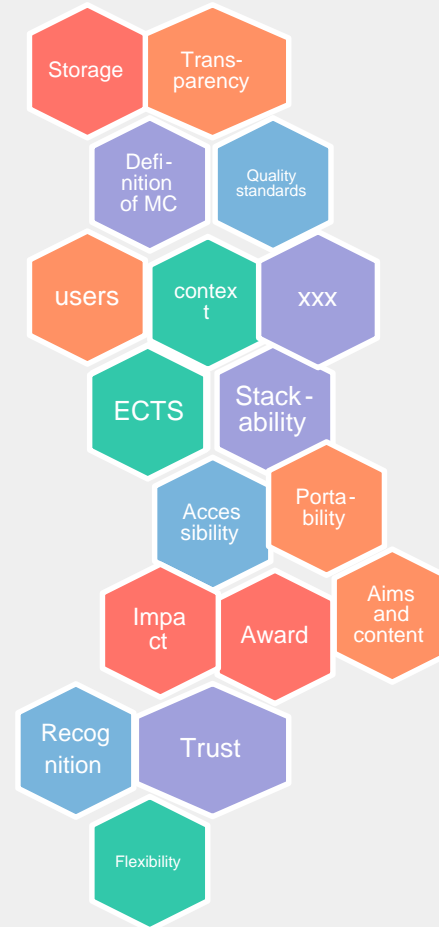 Storage
Trans-
parency
Defi-
nition
of MC
Quality
standards
users
contex
t
xxx
ECTS
Stack-
ability
Acces
sibility
Porta-
bility
Impa
ct
Award
Aims
and
content
Recog
nition
Trust
Flexibility